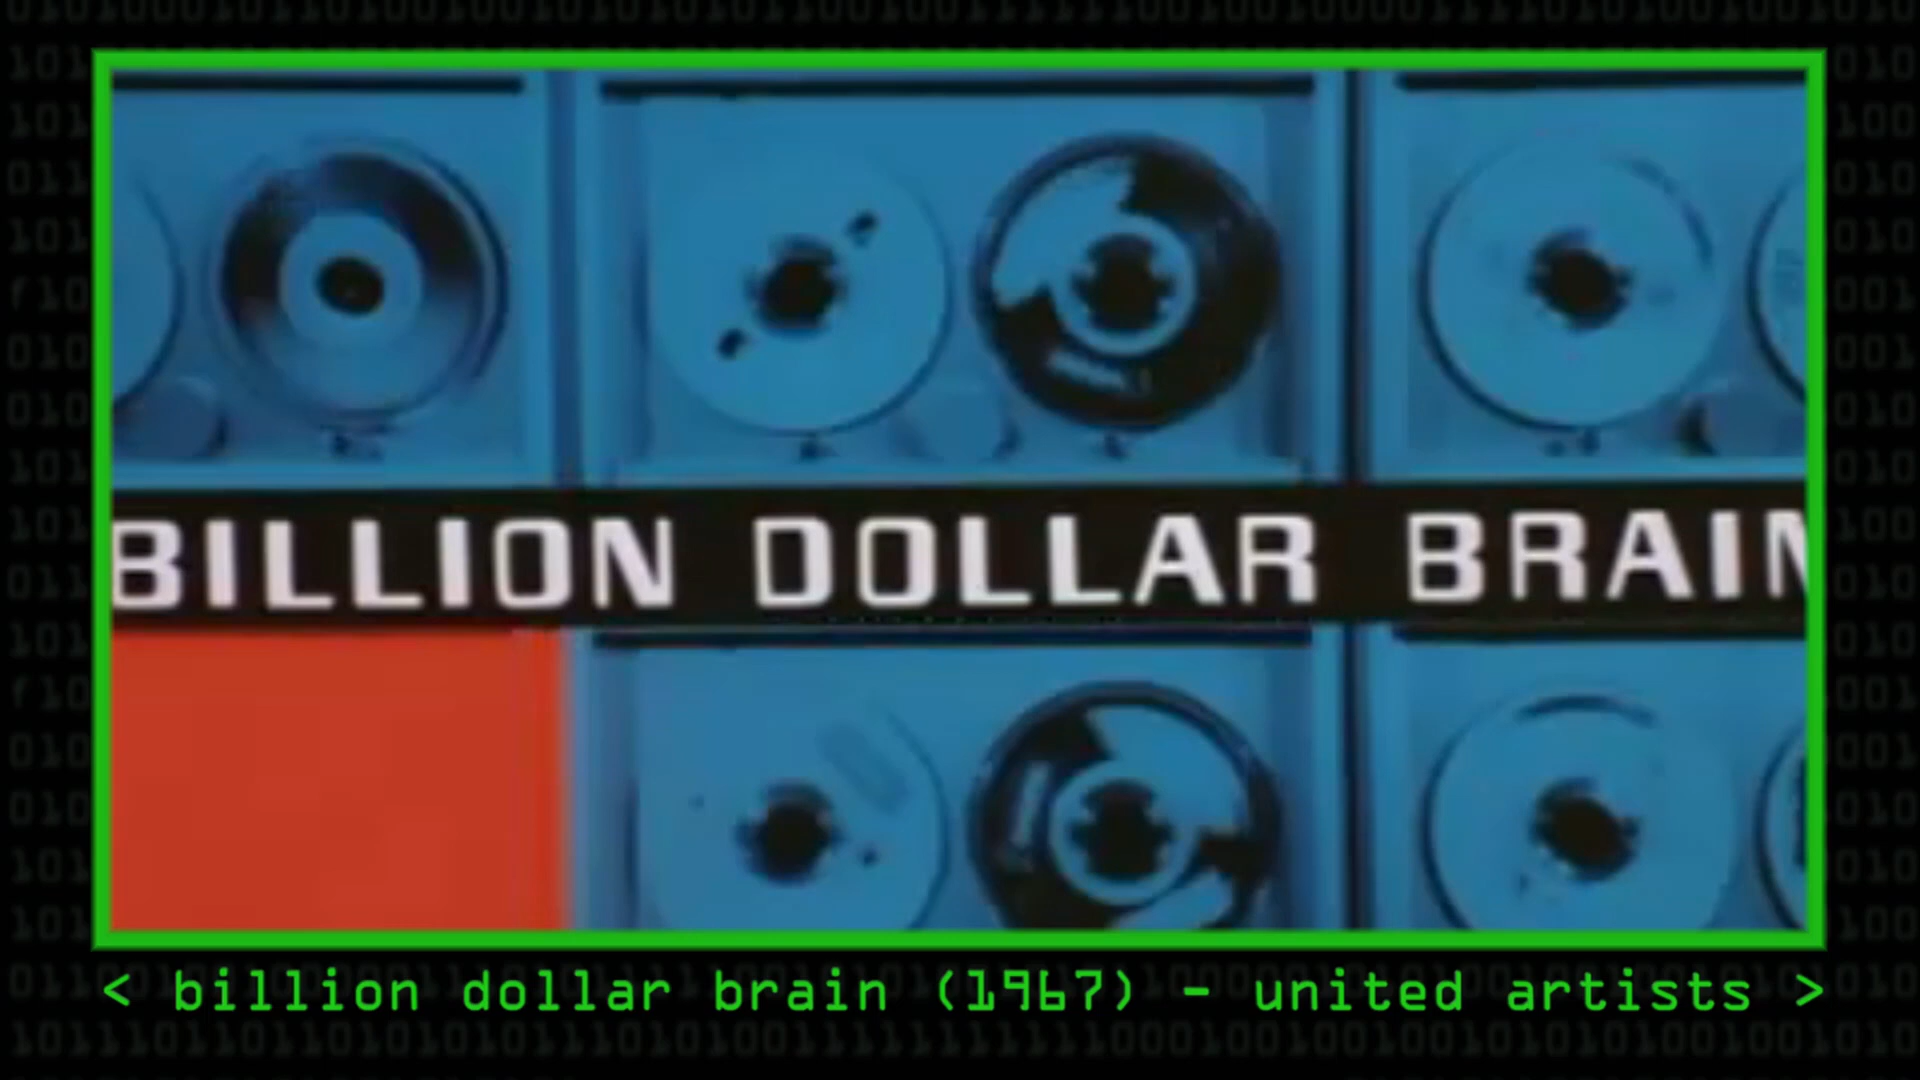 BILLION DOLLAR BRAIN
< billion dollar brain (1967) - united artists >